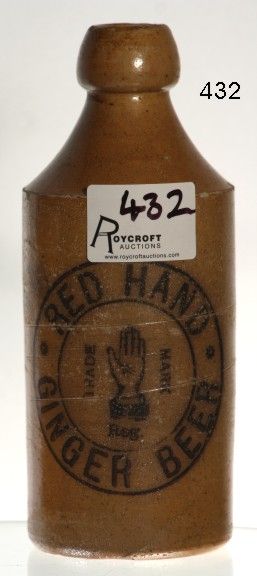 432
432
ROYCROFT
AUCTIONS
www.roycroftauctions.com
RED HAND
TRADE MARK
Reg.
GINGER BEER